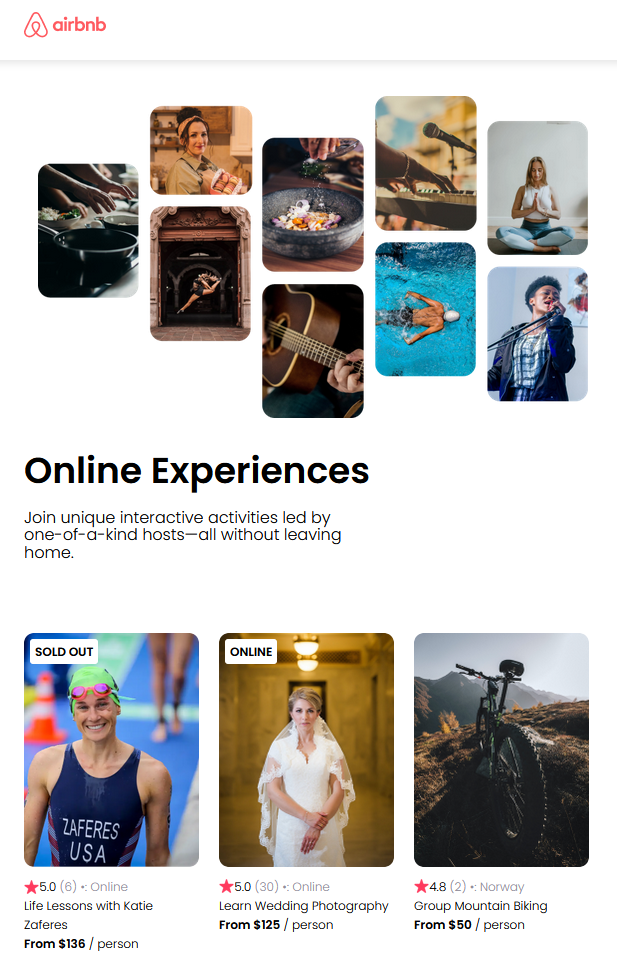 airbnb
Online Experiences
Join unique interactive activities led by
one-of-a-kind hosts—all without leaving
home.
SOLD OUT
ZAFERES
USA
5.0 (6) •: Online
Life Lessons with Katie
Zaferes
From $136 / person
ONLINE
5.0 (30) •: Online
Learn Wedding Photography
From $125 / person
4.8 (2) •: Norway
Group Mountain Biking
From $50 / person